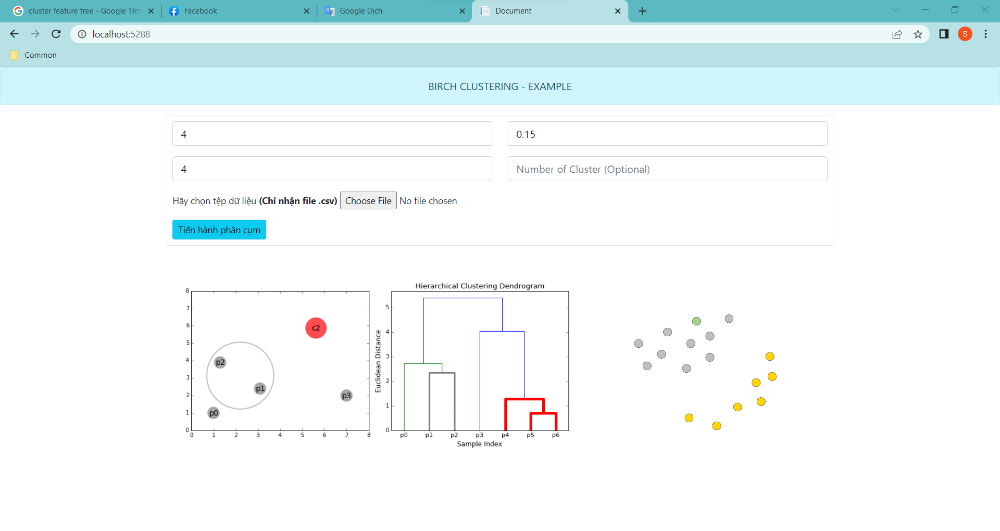 cluster feature tree - Google Tìm
Facebook
Google Dịch
Document
localhost:5288
S
Common
BIRCH CLUSTERING - EXAMPLE
4
0.15
4
Number of Cluster (Optional)
Hãy chọn tệp dữ liệu (Chỉ nhận file .csv) Choose File No file chosen
Tiến hành phân cụm
8
7
6
5
4
3
2
1
0
0 1 2 3 4 5 6 7 8
c2
p2
p1
p3
p0
Hierarchical Clustering Dendrogram
Euclidean Distance
5
4
3
2
1
0
p0 p1 p2 p3 p4 p5 p6
Sample Index